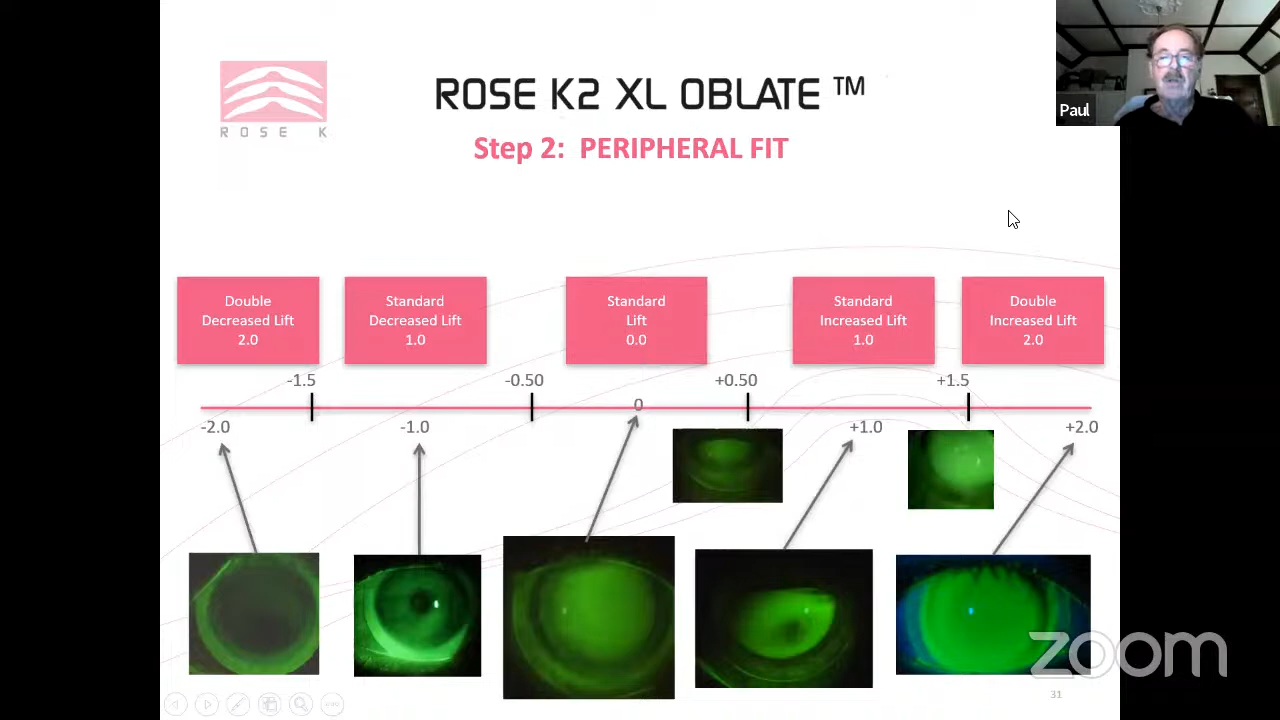 Paul
ROSE K
ROSE K2 XL OBLATE ™
Step 2: PERIPHERAL FIT
Double
Decreased Lift
2.0
Standard
Decreased Lift
1.0
Standard
Lift
0.0
Standard
Increased Lift
1.0
Double
Increased Lift
2.0
-1.5
-0.50
+0.50
+1.5
0
-2.0
-1.0
+1.0
+2.0
zoom
31